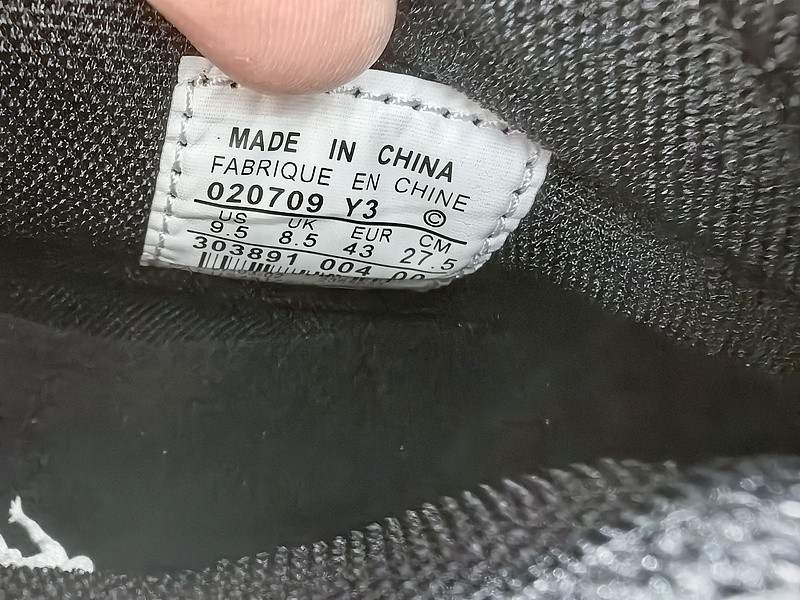 MADE IN CHINA
FABRIQUE EN CHINE
020709 Y3 ©
US UK EUR CM
9.5 8.5 43 27.5
303891 004